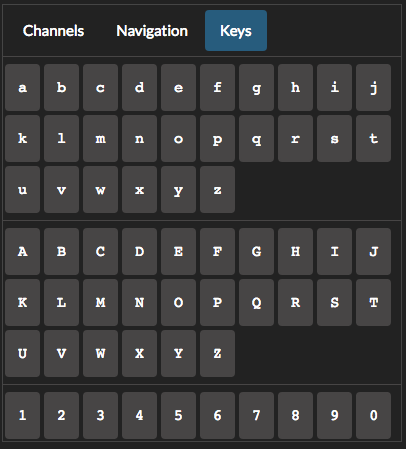 Channels Navigation Keys
a b c d e f g h i j
k l m n o p q r s t
u v w x y z
A B C D E F G H I J
K L M N O P Q R S T
U V W X Y Z
1 2 3 4 5 6 7 8 9 0